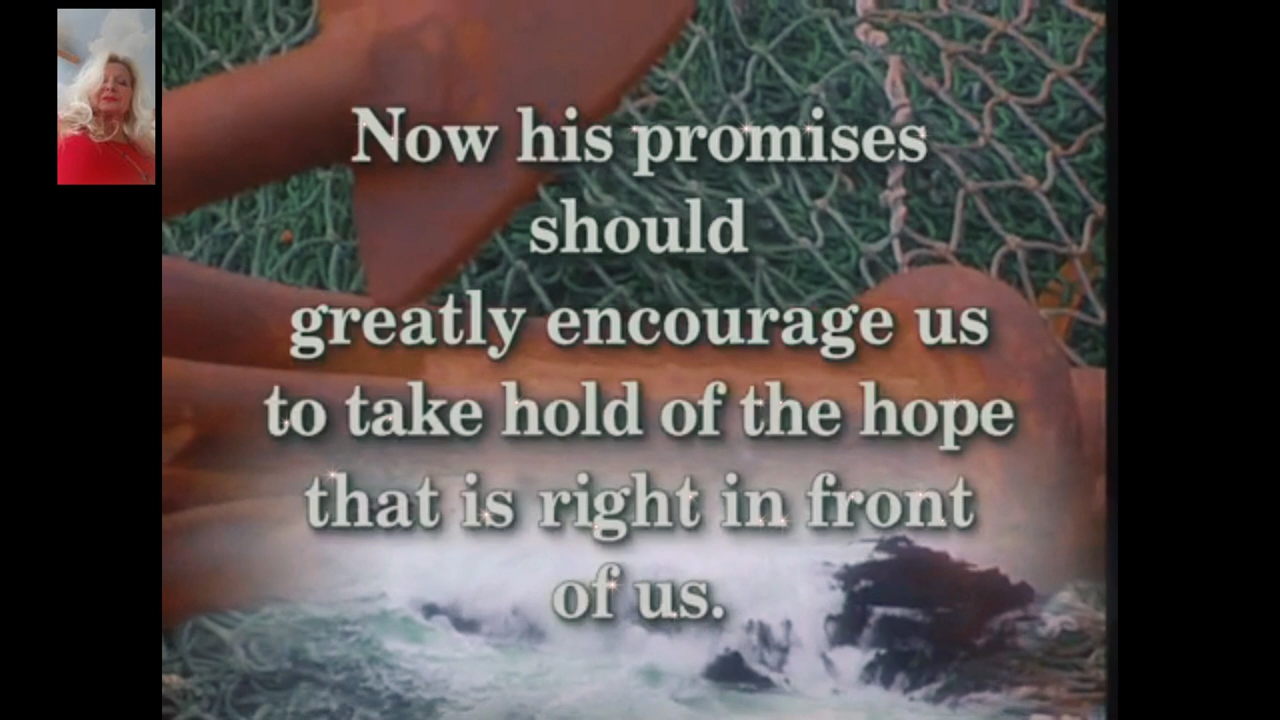 Now his promises
should
greatly encourage us
to take hold of the hope
that is right in front
of us.